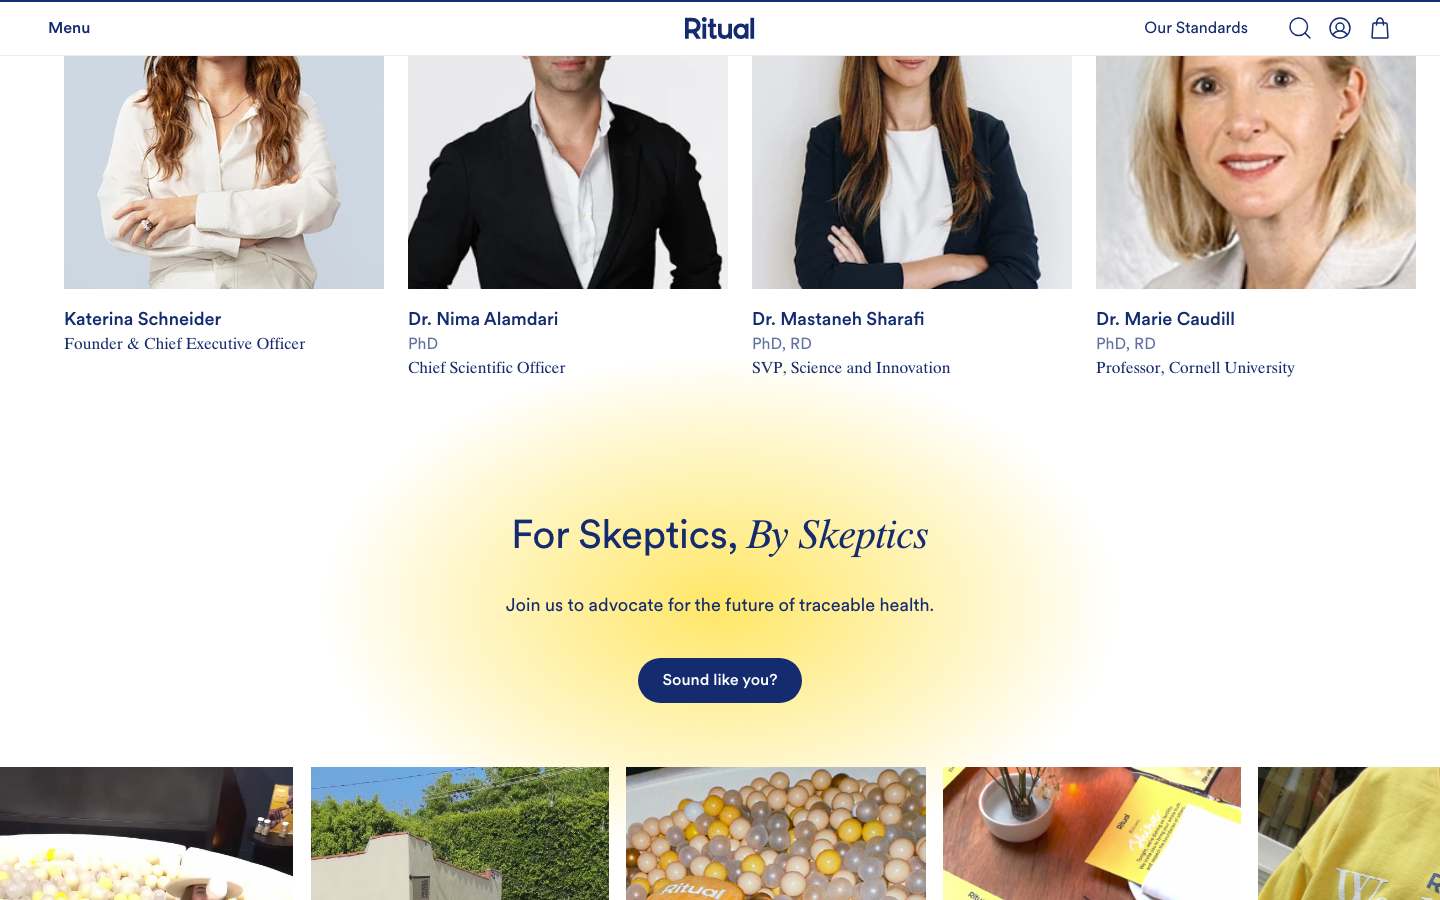 Menu
Ritual
Our Standards
Katerina Schneider
Founder & Chief Executive Officer
Dr. Nima Alamdari
PhD
Chief Scientific Officer
Dr. Mastaneh Sharafi
PhD, RD
SVP, Science and Innovation
Dr. Marie Caudill
PhD, RD
Professor, Cornell University
For Skeptics, By Skeptics
Join us to advocate for the future of traceable health.
Sound like you?
Ritual
Ritual